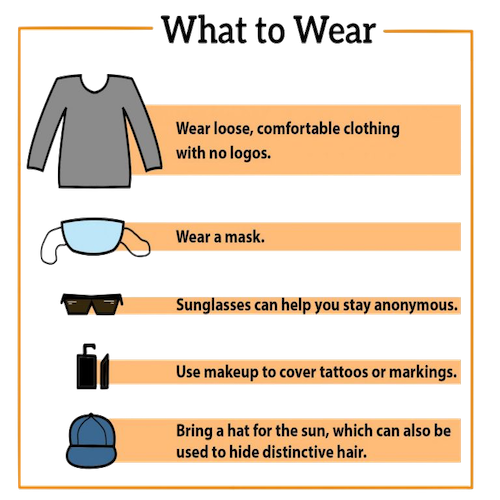 What to Wear
Wear loose, comfortable clothing
with no logos.
Wear a mask.
Sunglasses can help you stay anonymous.
Use makeup to cover tattoos or markings.
Bring a hat for the sun, which can also be
used to hide distinctive hair.